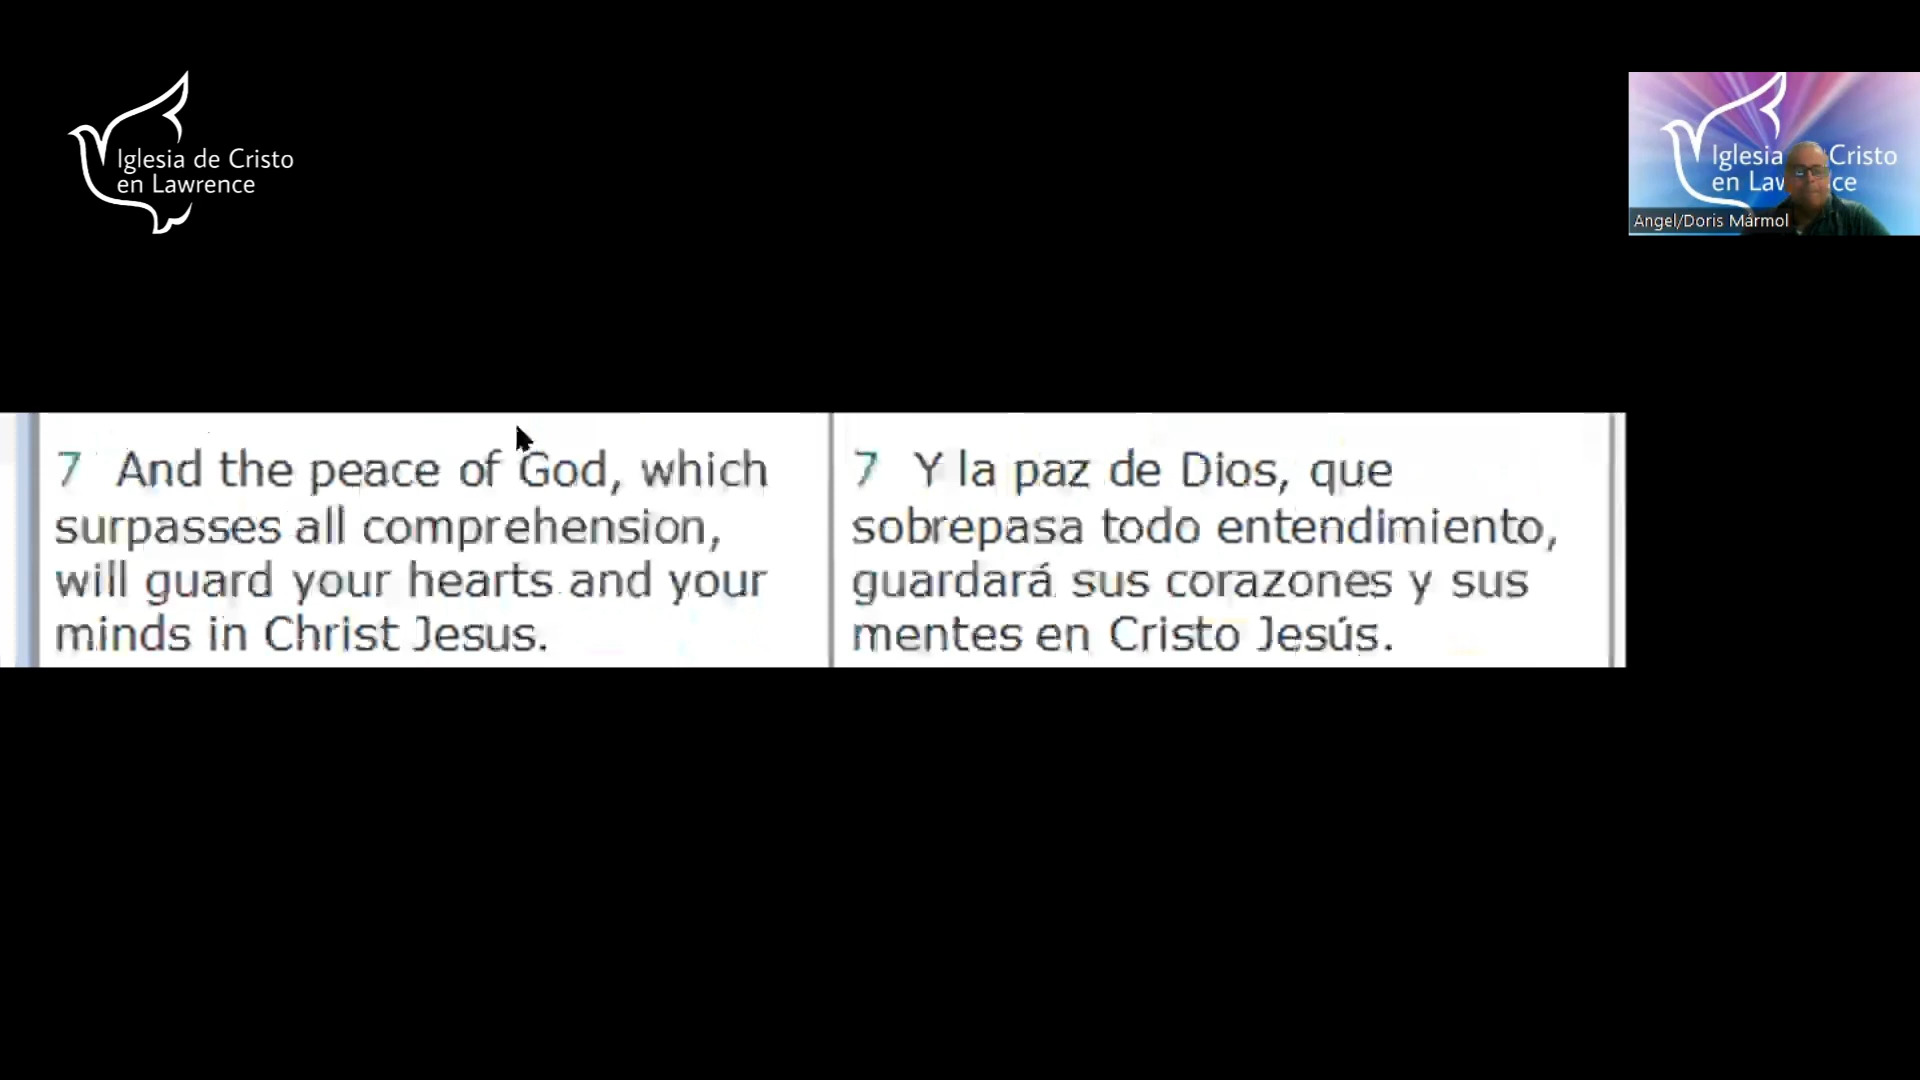 Iglesia de Cristo
en Lawrence
Iglesia Cristo
en Law ce
Angel/Doris Mármol
7 And the peace of God, which
surpasses all comprehension,
will guard your hearts and your
minds in Christ Jesus.
7 Y la paz de Dios, que
sobrepasa todo entendimiento,
guardará sus corazones y sus
mentes en Cristo Jesús.